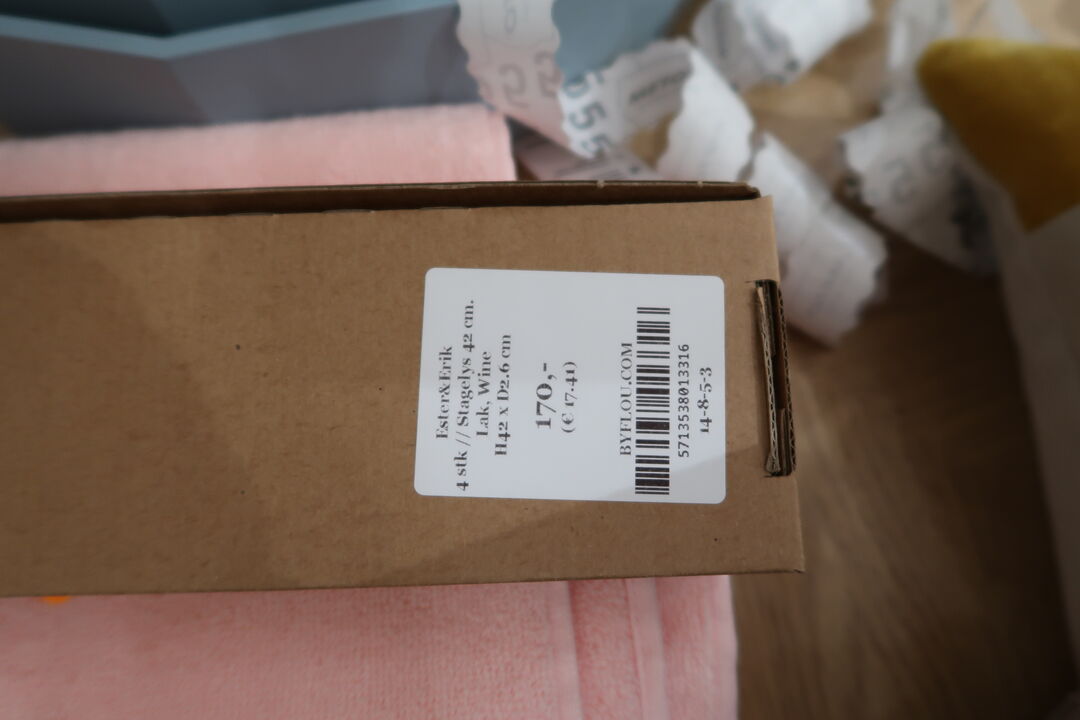 Ester&Erik
4 stk // Stagelys 42 cm.
Lak, Wine
H42 x D2.6 cm
170,-
(€ 17.41)
BYFLOU.COM
5713538013316
14-8-5-3
055